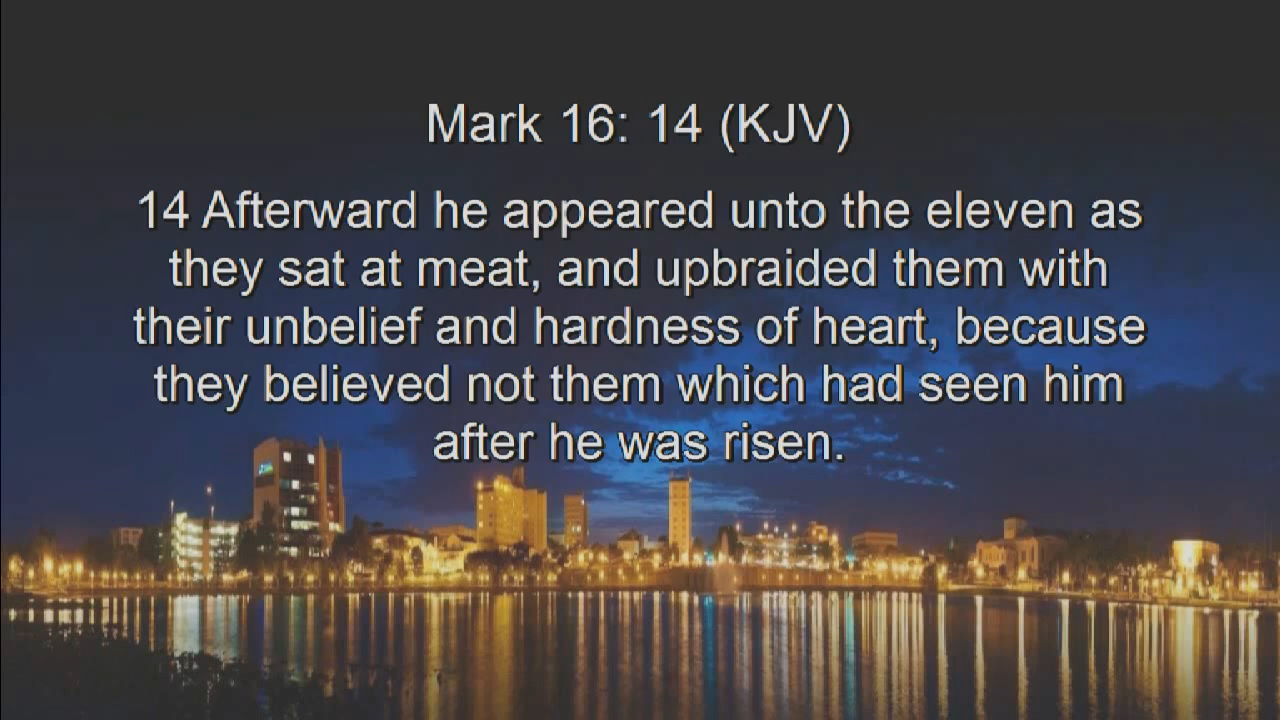 Mark 16: 14 (KJV)
14 Afterward he appeared unto the eleven as
they sat at meat, and upbraided them with
their unbelief and hardness of heart, because
they believed not them which had seen him
after he was risen.